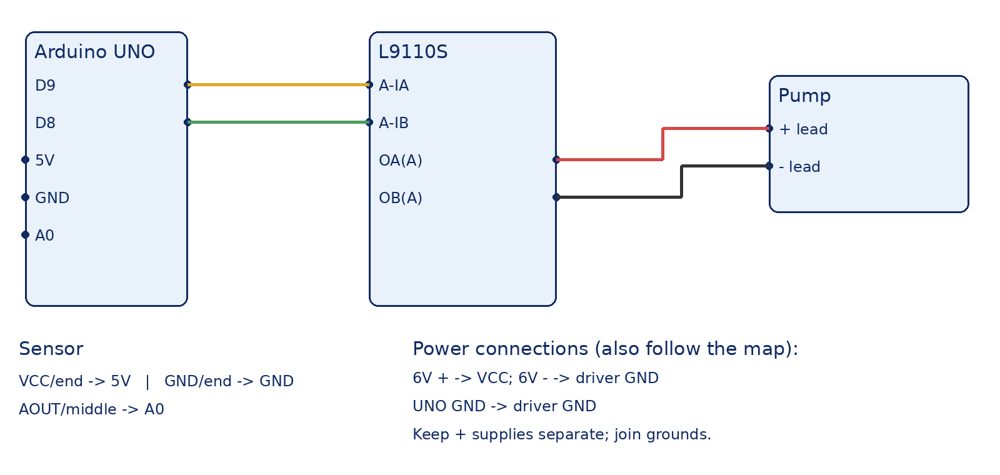 Arduino UNO
D9
D8
5V
GND
A0
L9110S
A-IA
A-IB
OA(A)
OB(A)
Pump
+ lead
- lead
Sensor
VCC/end -> 5V | GND/end -> GND
AOUT/middle -> A0
Power connections (also follow the map):
6V + -> VCC; 6V - -> driver GND
UNO GND -> driver GND
Keep + supplies separate; join grounds.